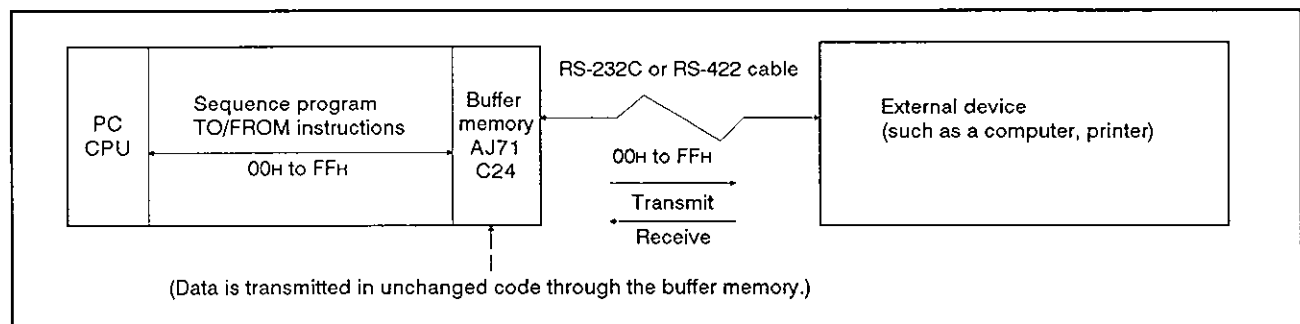 PC
CPU
Sequence program
TO/FROM instructions
00H to FFH
Buffer
memory
AJ71
C24
RS-232C or RS-422 cable
00H to FFH
Transmit
Receive
External device
(such as a computer, printer)
(Data is transmitted in unchanged code through the buffer memory.)